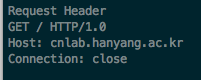 Request Header
GET / HTTP/1.0
Host: cnlab.hanyang.ac.kr
Connection: close